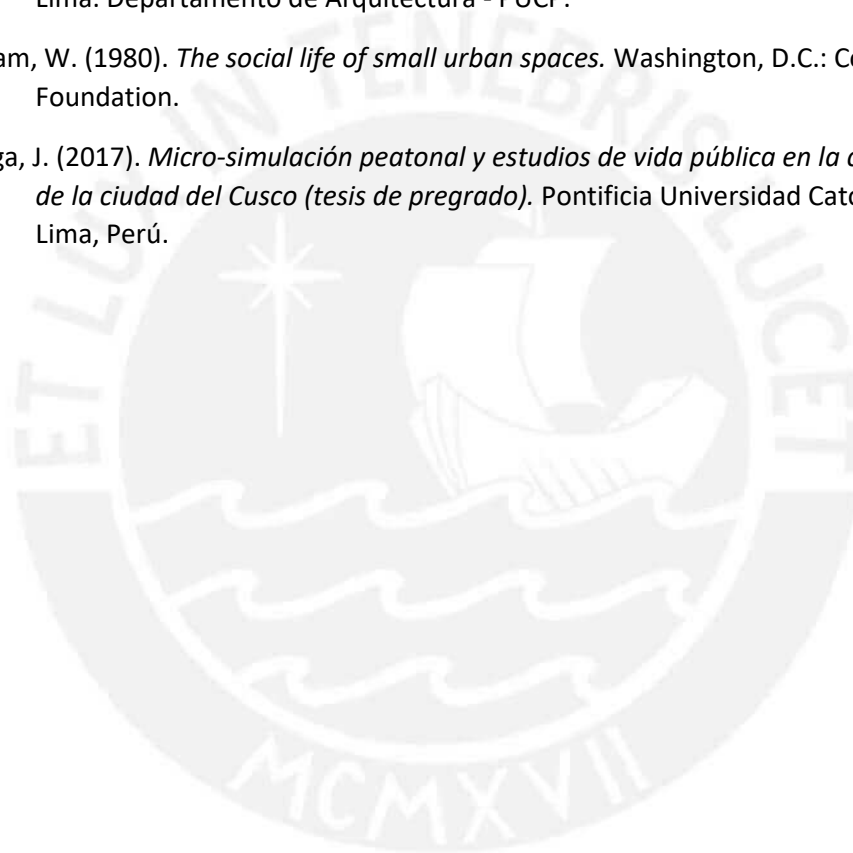 Lima: Departamento de Arquitectura - PUCP.
am, W. (1980). The social life of small urban spaces. Washington, D.C.: Co
Foundation.
ga, J. (2017). Micro-simulación peatonal y estudios de vida pública en la
de la ciudad del Cusco (tesis de pregrado). Pontificia Universidad Cato
Lima, Perú.
ET LUX IN TENEBRIS LUCET
MCMXVII